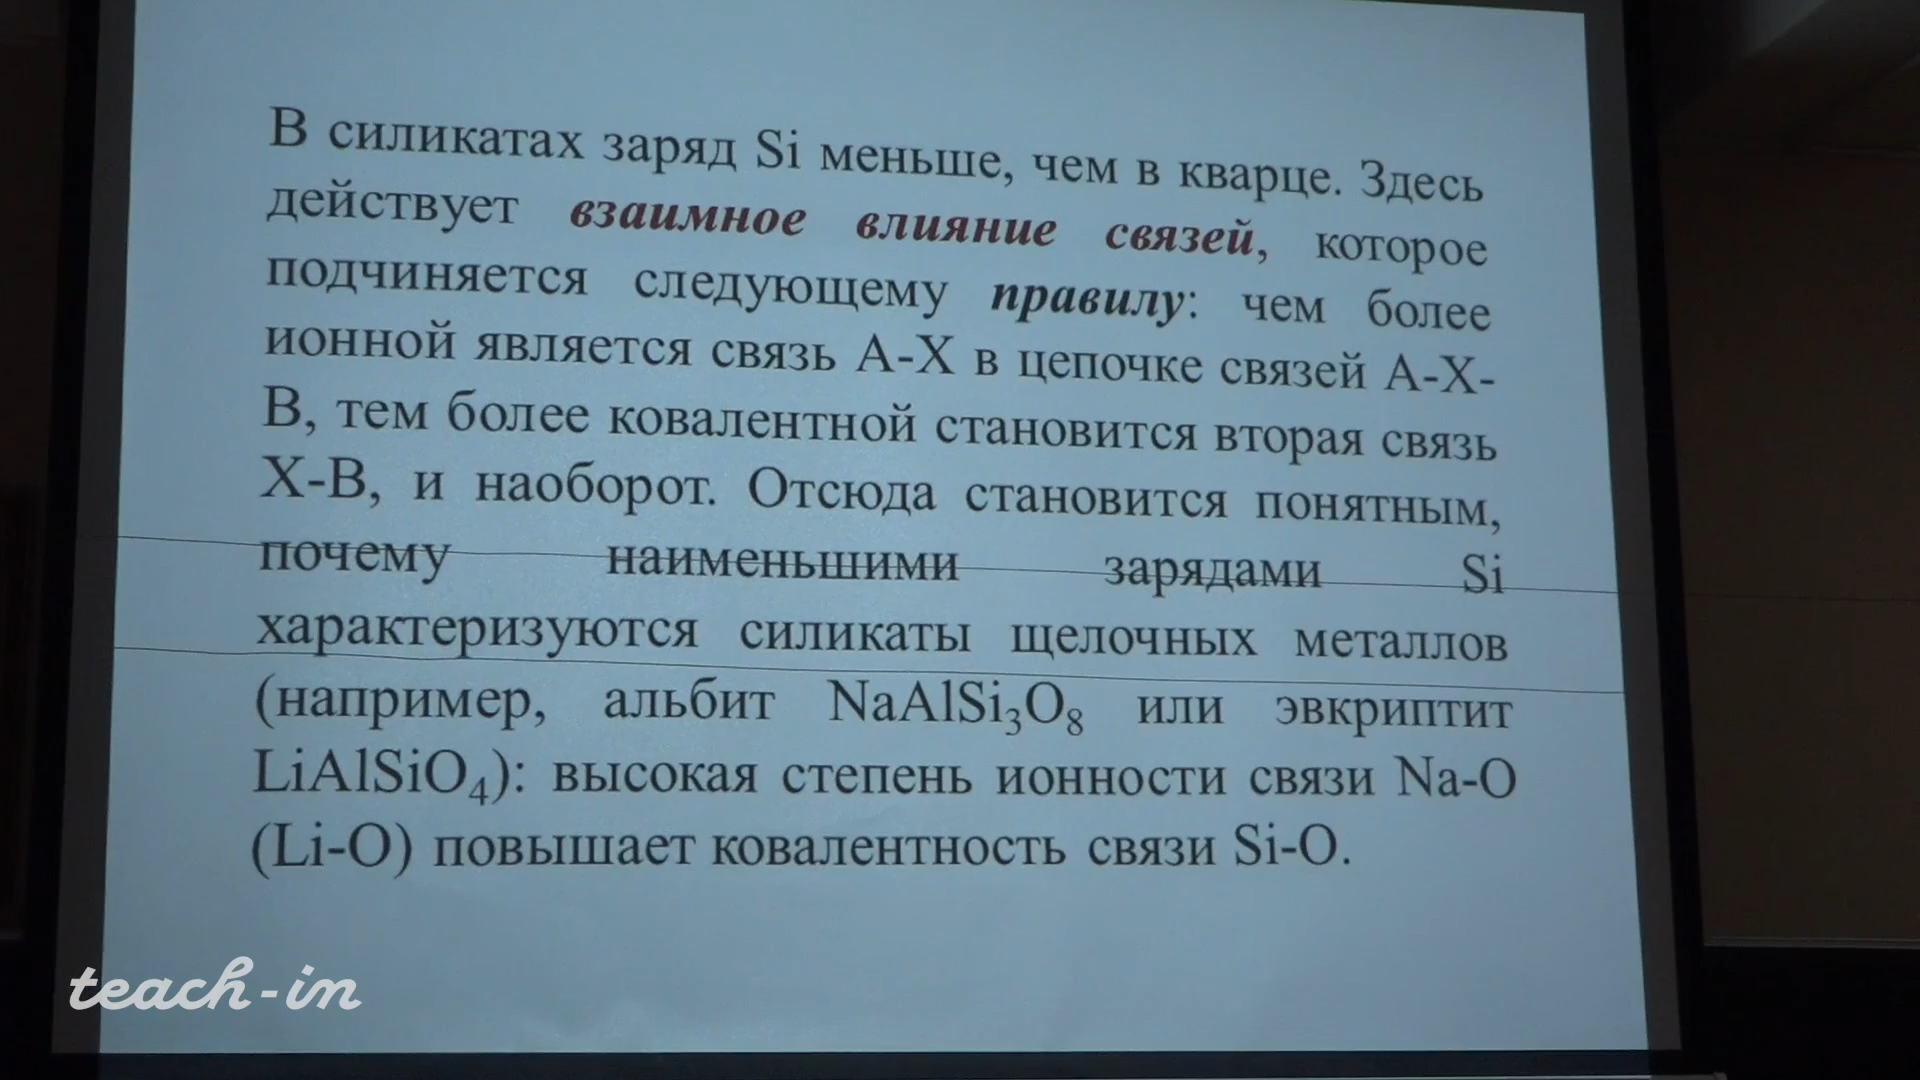 В силикатах заряд Si меньше, чем в кварце. Здесь
действует взаимное влияние связей, которое
подчиняется следующему правилу: чем более
ионной является связь А-Х в цепочке связей А-Х-
В, тем более ковалентной становится вторая связь
Х-В, и наоборот. Отсюда становится понятным,
почему наименьшими зарядами Si
характеризуются силикаты щелочных металлов
(например, альбит NaAlSi₃O₈ или эвкриптит
LiAlSiO₄): высокая степень ионности связи Na-O
(Li-O) повышает ковалентность связи Si-O.
teach-in